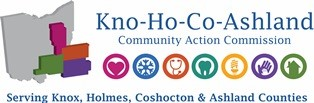 Kno-Ho-Co-Ashland
Community Action Commission
Serving Knox, Holmes, Coshocton & Ashland Counties